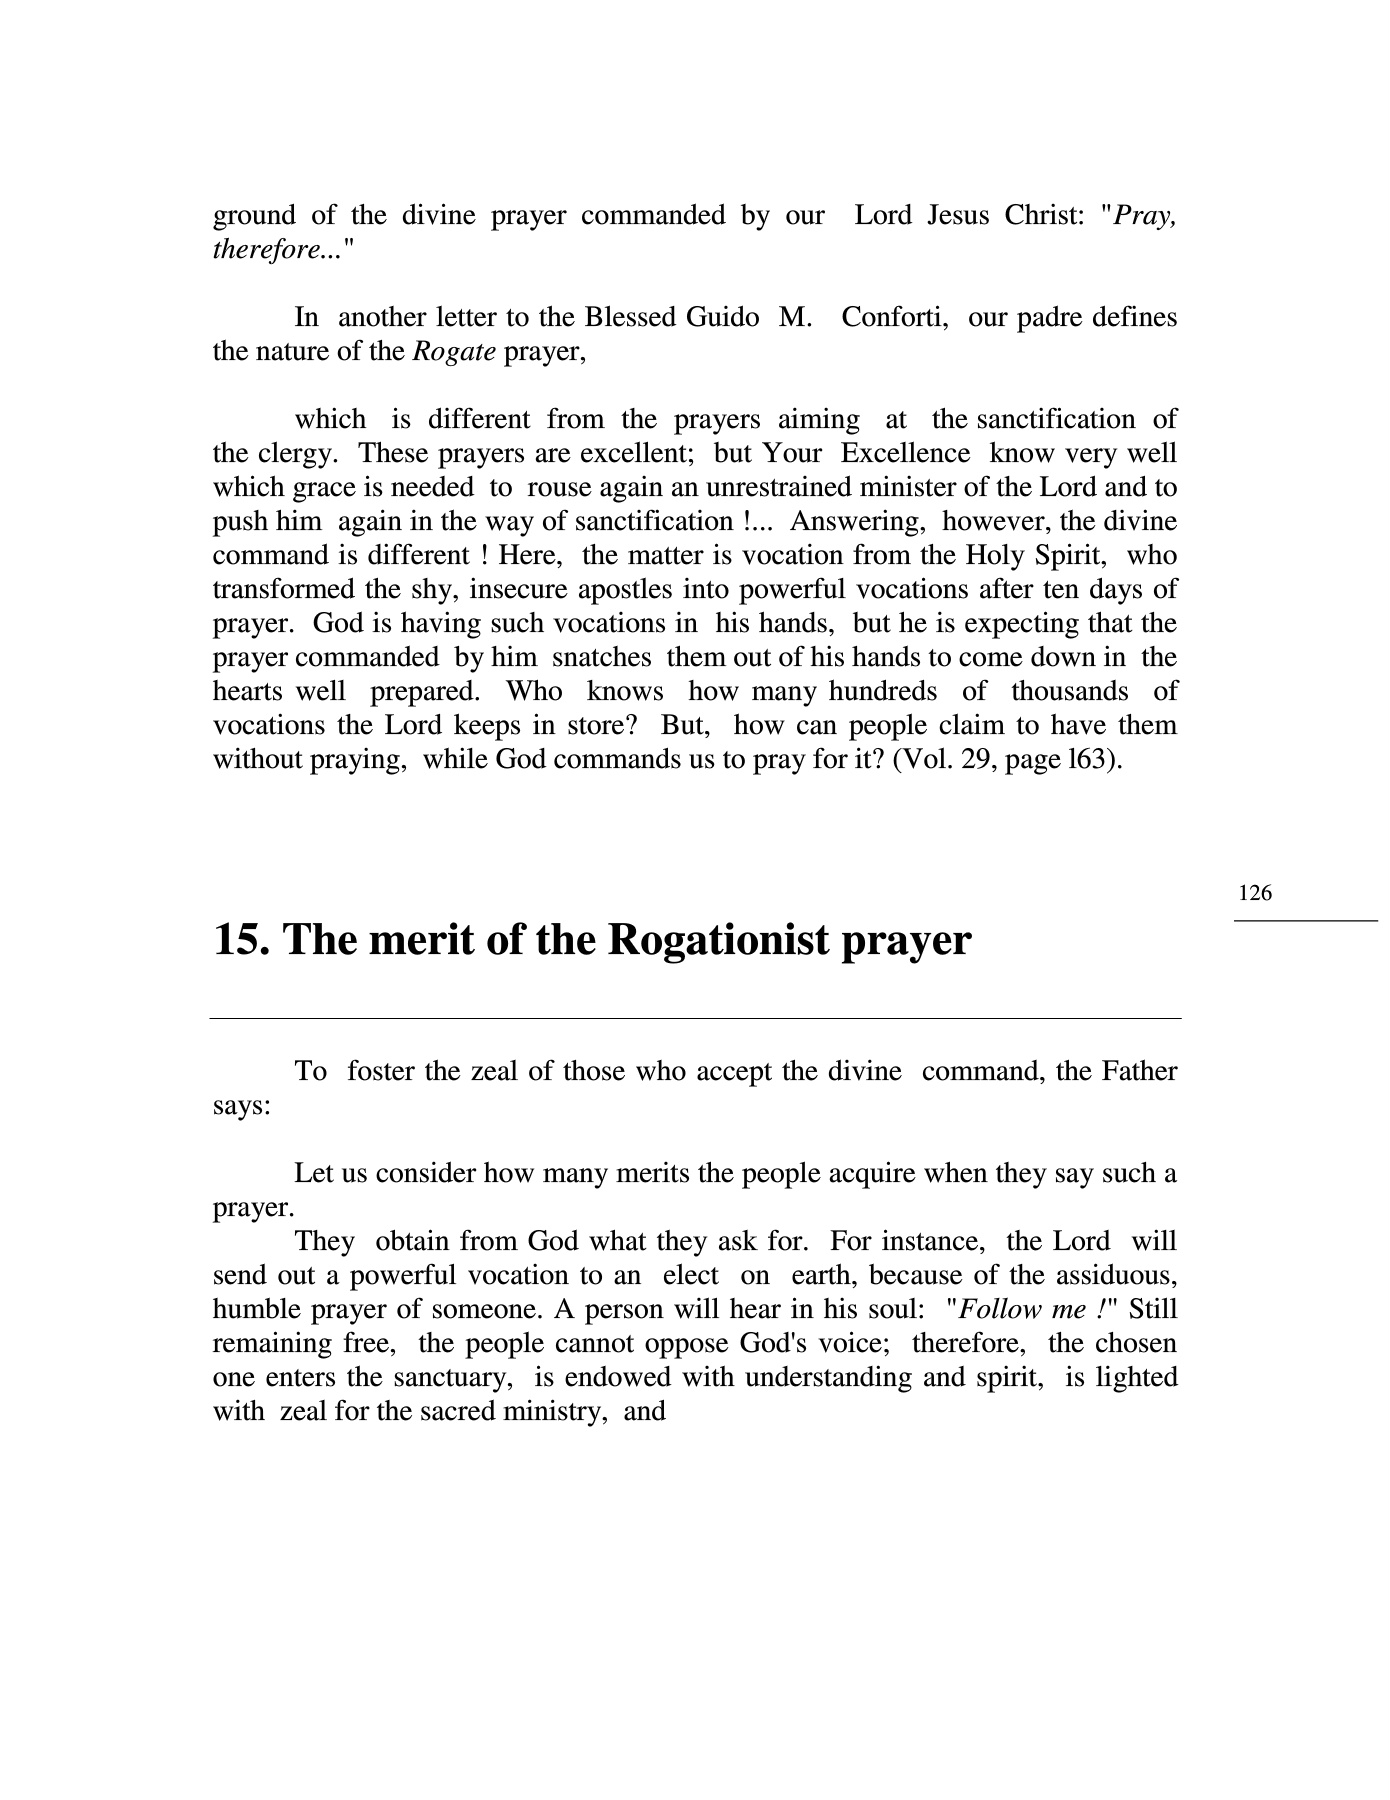 ground of the divine prayer commanded by our Lord Jesus Christ: "Pray,
therefore..."
In another letter to the Blessed Guido M. Conforti, our padre defines
the nature of the Rogate prayer,
which is different from the prayers aiming at the sanctification of
the clergy. These prayers are excellent; but Your Excellence know very well
which grace is needed to rouse again an unrestrained minister of the Lord and to
push him again in the way of sanctification !... Answering, however, the divine
command is different ! Here, the matter is vocation from the Holy Spirit, who
transformed the shy, insecure apostles into powerful vocations after ten days of
prayer. God is having such vocations in his hands, but he is expecting that the
prayer commanded by him snatches them out of his hands to come down in the
hearts well prepared. Who knows how many hundreds of thousands of
vocations the Lord keeps in store? But, how can people claim to have them
without praying, while God commands us to pray for it? (Vol. 29, page l63).
126
15. The merit of the Rogationist prayer
To foster the zeal of those who accept the divine command, the Father
says:
Let us consider how many merits the people acquire when they say such a
prayer.
They obtain from God what they ask for. For instance, the Lord will
send out a powerful vocation to an elect on earth, because of the assiduous,
humble prayer of someone. A person will hear in his soul: "Follow me !" Still
remaining free, the people cannot oppose God's voice; therefore, the chosen
one enters the sanctuary, is endowed with understanding and spirit, is lighted
with zeal for the sacred ministry, and